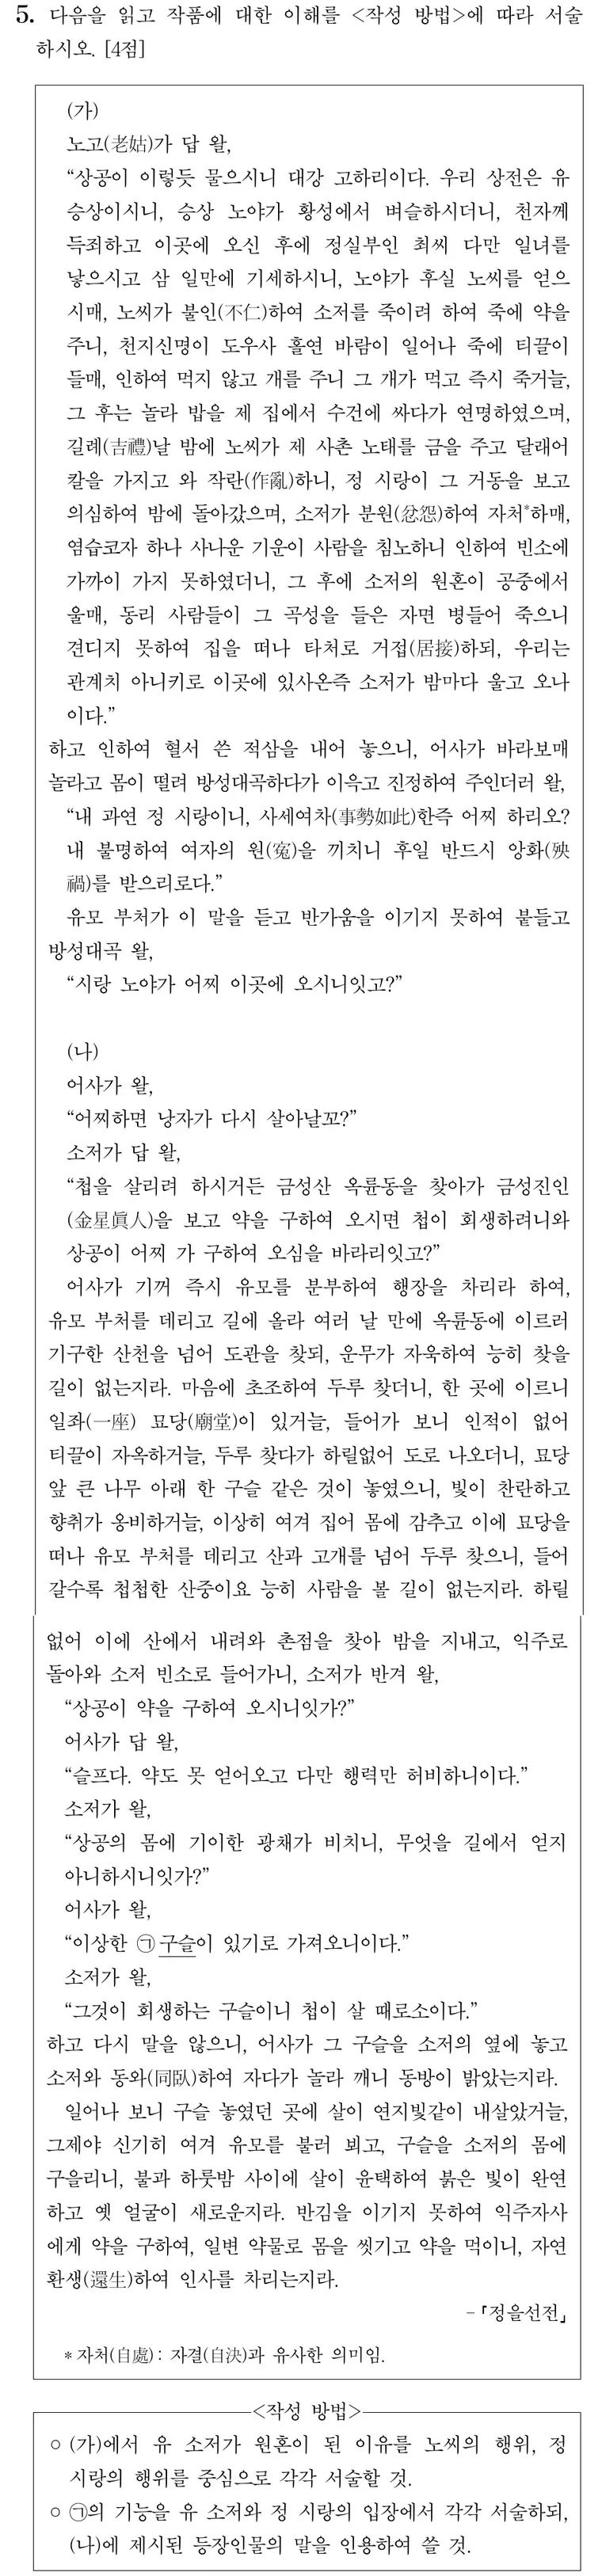 5. 다음을 읽고 작품에 대한 이해를 <작성 방법>에 따라 서술
하시오. [4점]
(가)
노고(老姑)가 답 왈,
“상공이 이렇듯 물으시니 대강 고하리이다. 우리 상전은 유
승상이시니, 승상 노야가 황성에서 벼슬하시더니, 천자께
득죄하고 이곳에 오신 후에 정실부인 최씨 다만 일녀를
낳으시고 삼 일만에 기세하시니, 노야가 후실 노씨를 얻으
시매, 노씨가 불인(不仁)하여 소저를 죽이려 하여 죽에 약을
주니, 천지신명이 도우사 홀연 바람이 일어나 죽에 티끌이
들매, 인하여 먹지 않고 개를 주니 그 개가 먹고 즉시 죽거늘,
그 후는 놀라 밥을 제 집에서 수건에 싸다가 연명하였으며,
길례(吉禮)날 밤에 노씨가 제 사촌 노태를 금을 주고 달래어
칼을 가지고 와 작란(作亂)하니, 정 시랑이 그 거동을 보고
의심하여 밤에 돌아갔으며, 소저가 분원(忿怨)하여 자처*하매,
염습코자 하나 사나운 기운이 사람을 침노하니 인하여 빈소에
가까이 가지 못하였더니, 그 후에 소저의 원혼이 공중에서
울매, 동리 사람들이 그 곡성을 들은 자면 병들어 죽으니
견디지 못하여 집을 떠나 타처로 거접(居接)하되, 우리는
관계치 아니키로 이곳에 있사온즉 소저가 밤마다 울고 오나
이다.”
하고 인하여 혈서 쓴 적삼을 내어 놓으니, 어사가 바라보매
놀라고 몸이 떨려 방성대곡하다가 이윽고 진정하여 주인더러 왈,
“내 과연 정 시랑이니, 사세여차(事勢如此)한즉 어찌 하리오?
내 불명하여 여자의 원(冤)을 끼치니 후일 반드시 앙화(殃
禍)를 받으리로다.”
유모 부처가 이 말을 듣고 반가움을 이기지 못하여 붙들고
방성대곡 왈,
“시랑 노야가 어찌 이곳에 오시니잇고?”
(나)
어사가 왈,
“어찌하면 낭자가 다시 살아날꼬?”
소저가 답 왈,
“첩을 살리려 하시거든 금성산 옥륜동을 찾아가 금성진인
(金星眞人)을 보고 약을 구하여 오시면 첩이 회생하려니와
상공이 어찌 가 구하여 오심을 바라리잇고?”
어사가 기꺼 즉시 유모를 분부하여 행장을 차리라 하여,
유모 부처를 데리고 길에 올라 여러 날 만에 옥륜동에 이르러
기구한 산천을 넘어 도관을 찾되, 운무가 자욱하여 능히 찾을
길이 없는지라. 마음에 초조하여 두루 찾더니, 한 곳에 이르니
일좌(一座) 묘당(廟堂)이 있거늘, 들어가 보니 인적이 없어
티끌이 자옥하거늘, 두루 찾다가 하릴없어 도로 나오더니, 묘당
앞 큰 나무 아래 한 구슬 같은 것이 놓였으니, 빛이 찬란하고
향취가 옹비하거늘, 이상히 여겨 집어 몸에 감추고 이에 묘당을
떠나 유모 부처를 데리고 산과 고개를 넘어 두루 찾으니, 들어
갈수록 첩첩한 산중이요 능히 사람을 볼 길이 없는지라. 하릴
없어 이에 산에서 내려와 촌점을 찾아 밤을 지내고, 익주로
돌아와 소저 빈소로 들어가니, 소저가 반겨 왈,
“상공이 약을 구하여 오시니잇가?”
어사가 답 왈,
“슬프다. 약도 못 얻어오고 다만 행력만 허비하니이다.”
소저가 왈,
“상공의 몸에 기이한 광채가 비치니, 무엇을 길에서 얻지
아니하시니잇가?”
어사가 왈,
“이상한 ㉠구슬이 있기로 가져오니이다.”
소저가 왈,
“그것이 회생하는 구슬이니 첩이 살 때로소이다.”
하고 다시 말을 않으니, 어사가 그 구슬을 소저의 옆에 놓고
소저와 동와(同臥)하여 자다가 놀라 깨니 동방이 밝았는지라.
일어나 보니 구슬 놓였던 곳에 살이 연지빛같이 내살았거늘,
그제야 신기히 여겨 유모를 불러 뵈고, 구슬을 소저의 몸에
구을리니, 불과 하룻밤 사이에 살이 윤택하여 붉은 빛이 완연
하고 옛 얼굴이 새로운지라. 반김을 이기지 못하여 익주자사
에게 약을 구하여, 일변 약물로 몸을 씻기고 약을 먹이니, 자연
환생(還生)하여 인사를 차리는지라.
-「정을선전」
* 자처(自處) : 자결(自決)과 유사한 의미임.
<작성 방법>
○ (가)에서 유 소저가 원혼이 된 이유를 노씨의 행위, 정
시랑의 행위를 중심으로 각각 서술할 것.
○ ㉠의 기능을 유 소저와 정 시랑의 입장에서 각각 서술하되,
(나)에 제시된 등장인물의 말을 인용하여 쓸 것.